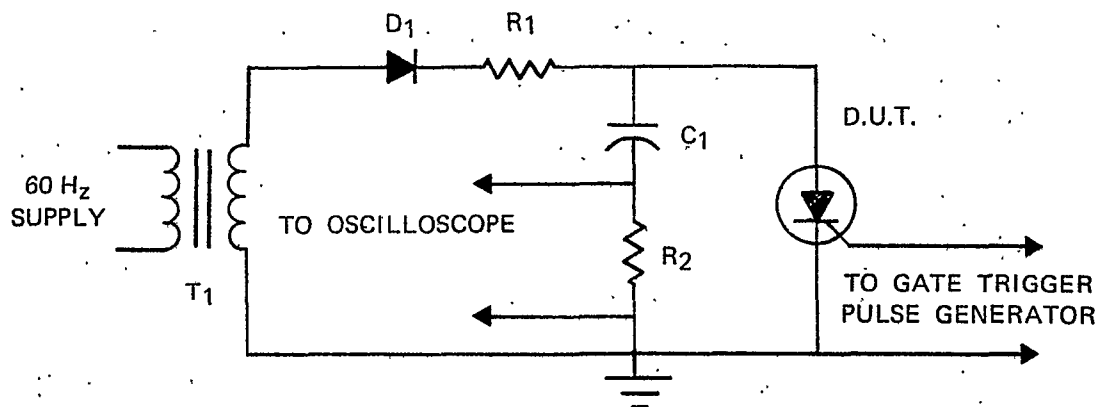 D1
R1
C1
D.U.T.
60 Hz
SUPPLY
TO OSCILLOSCOPE
R2
T1
TO GATE TRIGGER
PULSE GENERATOR